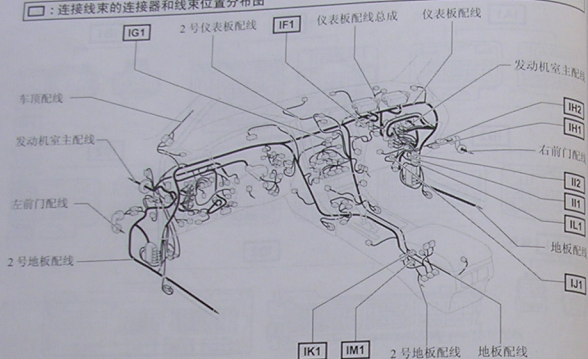 ：连接线束的连接器和线束位置分布图
IG1
2号仪表板配线
IF1
仪表板配线总成
仪表板配线
发动机室主配线
车顶配线
IH2
发动机室主配线
IH1
右前门配
II2
左前门配线
II1
IL1
地板配
2号地板配线
IJ1
IK1
IM1
2号地板配线
地板配线